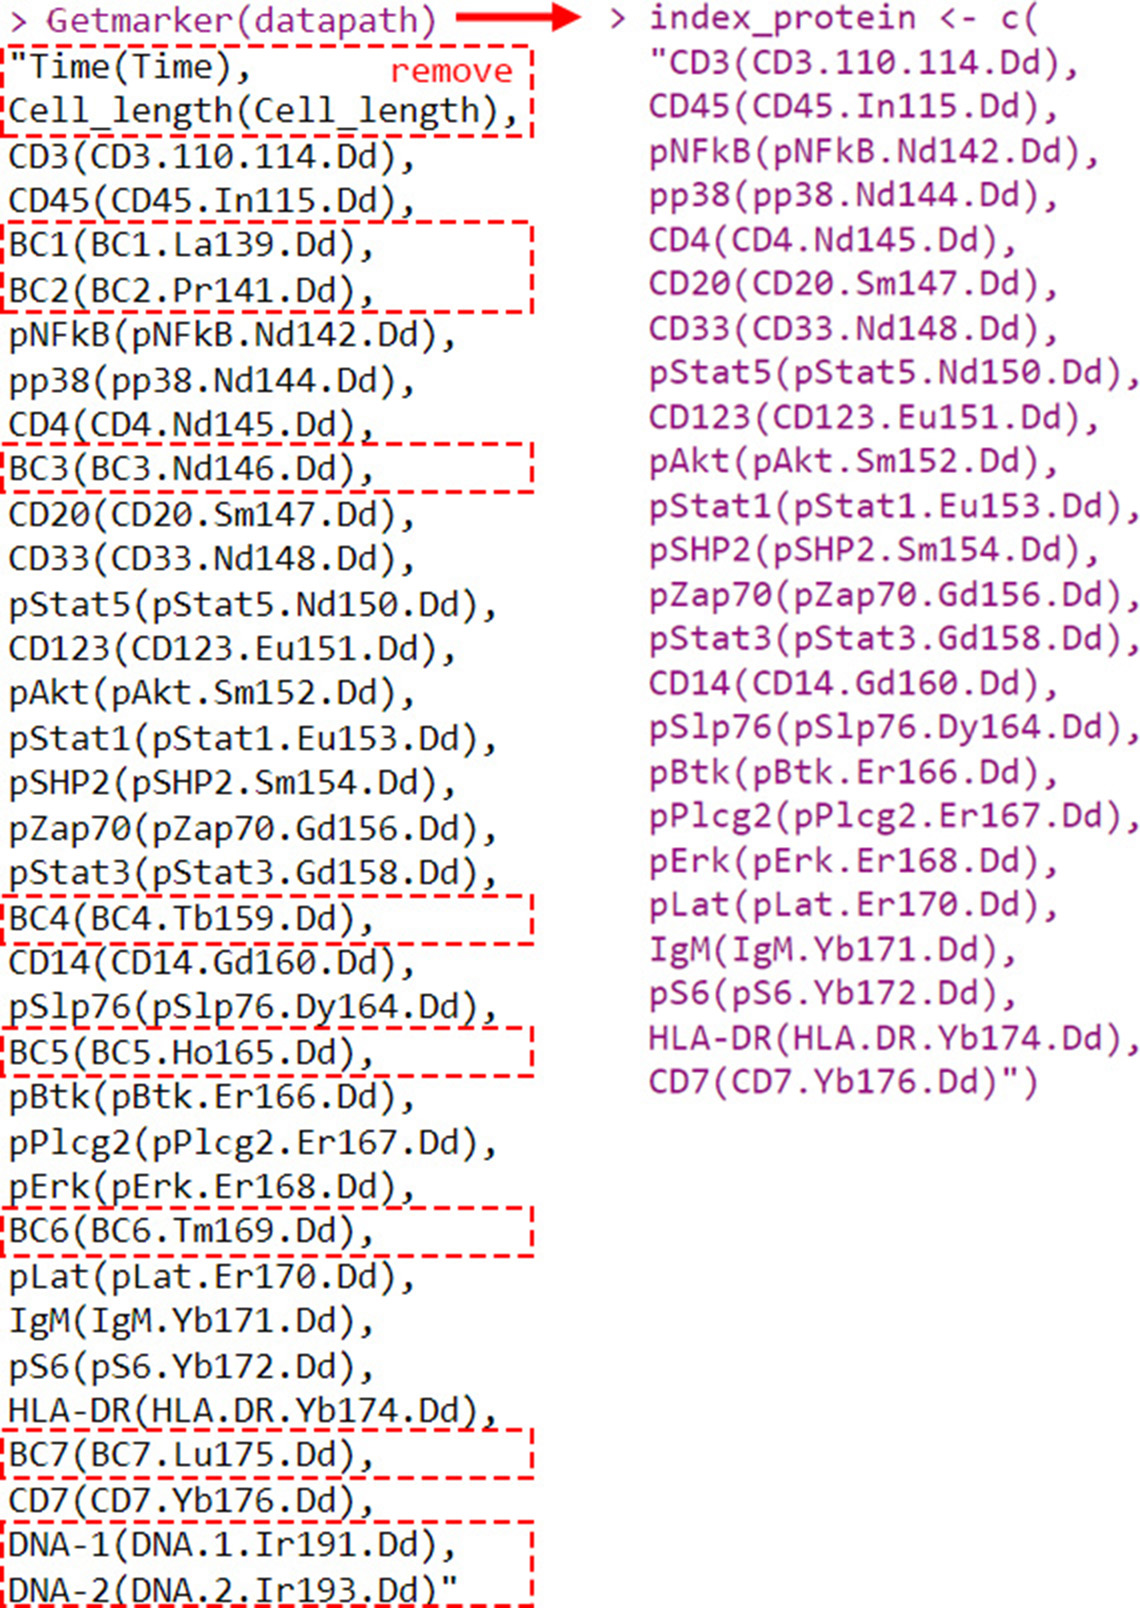 > Getmarker(datapath)
"Time(Time),
remove
Cell_length(Cell_length),
CD3(CD3.110.114.Dd),
CD45(CD45.In115.Dd),
BC1(BC1.La139.Dd),
BC2(BC2.Pr141.Dd),
pNFkB(pNFkB.Nd142.Dd),
pp38(pp38.Nd144.Dd),
CD4(CD4.Nd145.Dd),
BC3(BC3.Nd146.Dd),
CD20(CD20.Sm147.Dd),
CD33(CD33.Nd148.Dd),
pStat5(pStat5.Nd150.Dd),
CD123(CD123.Eu151.Dd),
pAkt(pAkt.Sm152.Dd),
pStat1(pStat1.Eu153.Dd),
pSHP2(pSHP2.Sm154.Dd),
pZap70(pZap70.Gd156.Dd),
pStat3(pStat3.Gd158.Dd),
BC4(BC4.Tb159.Dd),
CD14(CD14.Gd160.Dd),
pSlp76(pSlp76.Dy164.Dd),
BC5(BC5.Ho165.Dd),
pBtk(pBtk.Er166.Dd),
pPlcg2(pPlcg2.Er167.Dd),
pErk(pErk.Er168.Dd),
BC6(BC6.Tm169.Dd),
pLat(pLat.Er170.Dd),
IgM(IgM.Yb171.Dd),
pS6(pS6.Yb172.Dd),
HLA-DR(HLA.DR.Yb174.Dd),
BC7(BC7.Lu175.Dd),
CD7(CD7.Yb176.Dd),
DNA-1(DNA.1.Ir191.Dd),
DNA-2(DNA.2.Ir193.Dd)"
> index_protein <- c(
"CD3(CD3.110.114.Dd),
CD45(CD45.In115.Dd),
pNFkB(pNFkB.Nd142.Dd),
pp38(pp38.Nd144.Dd),
CD4(CD4.Nd145.Dd),
CD20(CD20.Sm147.Dd),
CD33(CD33.Nd148.Dd),
pStat5(pStat5.Nd150.Dd),
CD123(CD123.Eu151.Dd),
pAkt(pAkt.Sm152.Dd),
pStat1(pStat1.Eu153.Dd),
pSHP2(pSHP2.Sm154.Dd),
pZap70(pZap70.Gd156.Dd),
pStat3(pStat3.Gd158.Dd),
CD14(CD14.Gd160.Dd),
pSlp76(pSlp76.Dy164.Dd),
pBtk(pBtk.Er166.Dd),
pPlcg2(pPlcg2.Er167.Dd),
pErk(pErk.Er168.Dd),
pLat(pLat.Er170.Dd),
IgM(IgM.Yb171.Dd),
pS6(pS6.Yb172.Dd),
HLA-DR(HLA.DR.Yb174.Dd),
CD7(CD7.Yb176.Dd)")